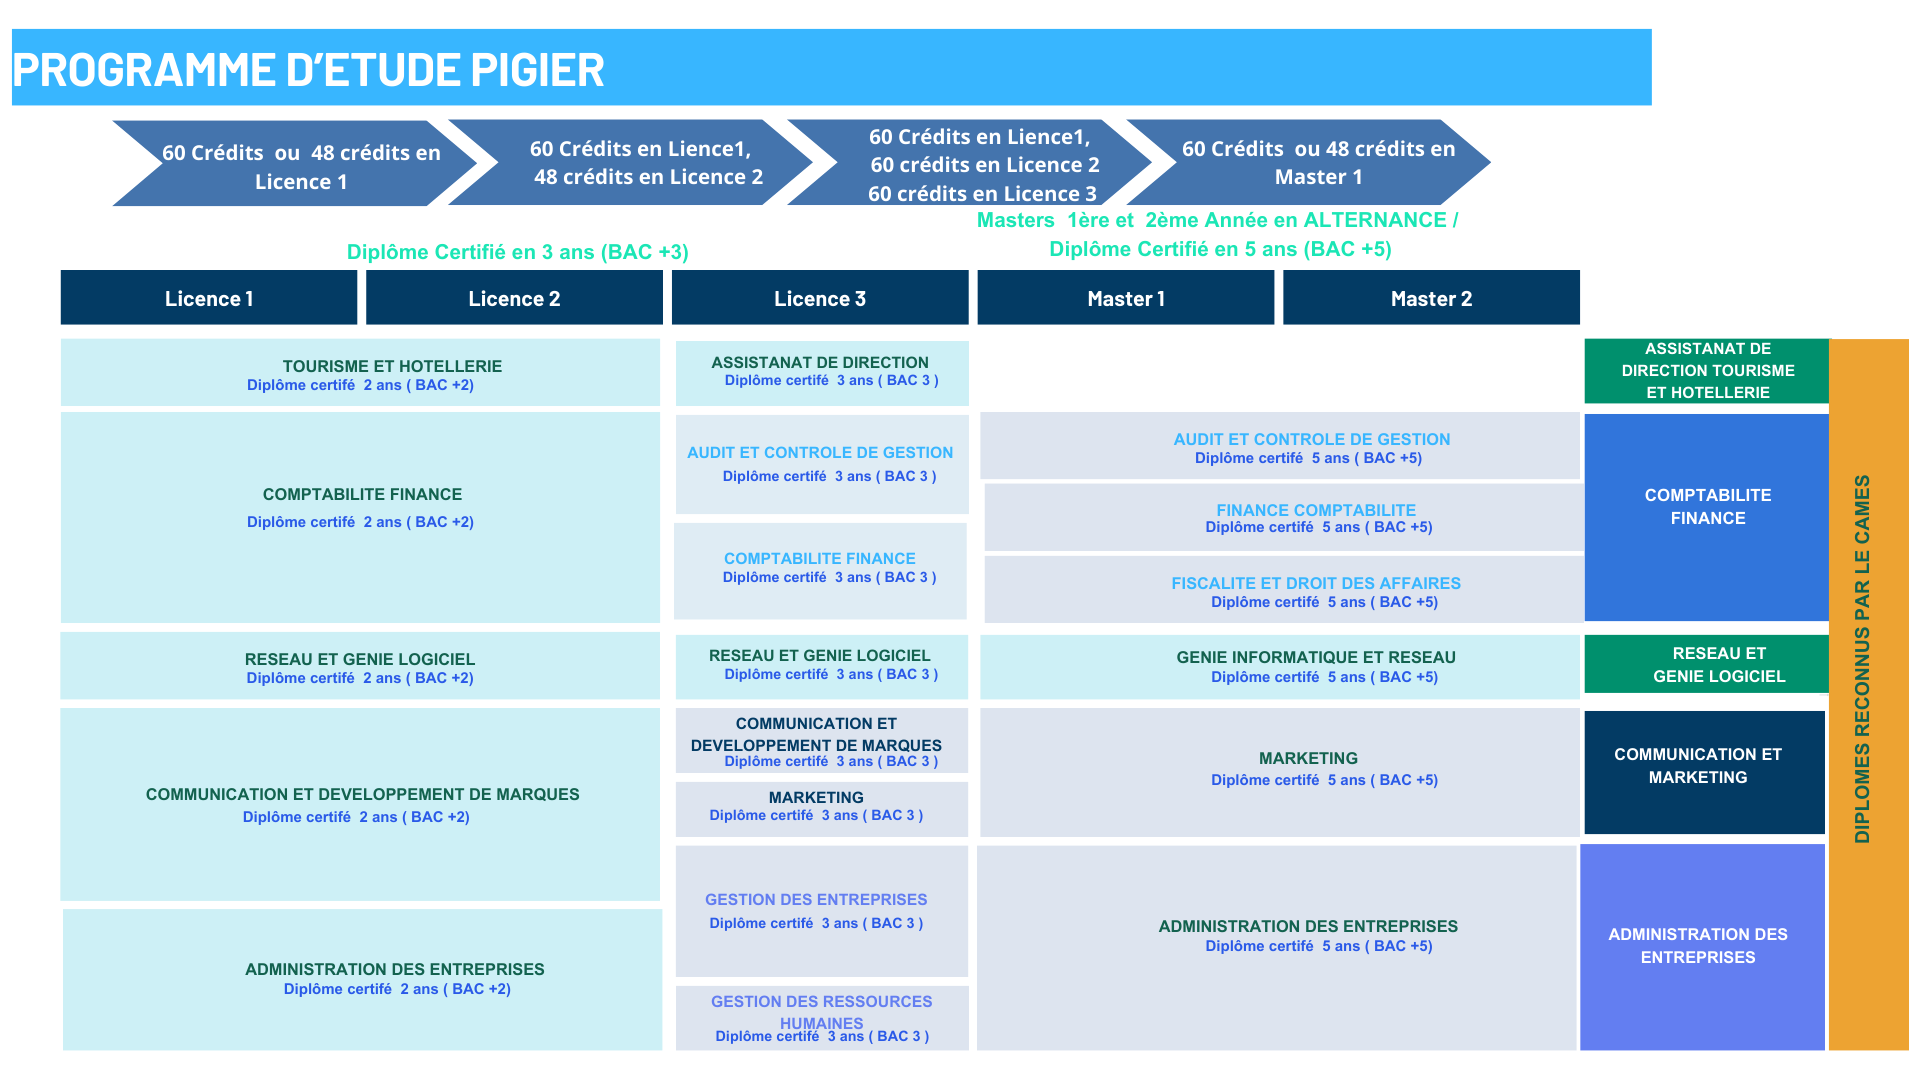 PROGRAMME D’ETUDE PIGIER
60 Crédits ou 48 crédits en
Licence 1
60 Crédits en Lience1,
48 crédits en Licence 2
60 Crédits en Lience1,
60 crédits en Licence 2
60 crédits en Licence 3
60 Crédits ou 48 crédits en
Master 1
Diplôme Certifié en 3 ans (BAC +3)
Masters 1ère et 2ème Année en ALTERNANCE /
Diplôme Certifié en 5 ans (BAC +5)
Licence 1
Licence 2
Licence 3
Master 1
Master 2
TOURISME ET HOTELLERIE
Diplôme certifé 2 ans ( BAC +2)
ASSISTANAT DE DIRECTION
Diplôme certifé 3 ans ( BAC 3 )
ASSISTANAT DE
DIRECTION TOURISME
ET HOTELLERIE
COMPTABILITE FINANCE
Diplôme certifé 2 ans ( BAC +2)
AUDIT ET CONTROLE DE GESTION
Diplôme certifé 3 ans ( BAC 3 )
COMPTABILITE FINANCE
Diplôme certifé 3 ans ( BAC 3 )
AUDIT ET CONTROLE DE GESTION
Diplôme certifé 5 ans ( BAC +5)
FINANCE COMPTABILITE
Diplôme certifé 5 ans ( BAC +5)
FISCALITE ET DROIT DES AFFAIRES
Diplôme certifé 5 ans ( BAC +5)
COMPTABILITE
FINANCE
RESEAU ET GENIE LOGICIEL
Diplôme certifé 2 ans ( BAC +2)
RESEAU ET GENIE LOGICIEL
Diplôme certifé 3 ans ( BAC 3 )
GENIE INFORMATIQUE ET RESEAU
Diplôme certifé 5 ans ( BAC +5)
RESEAU ET
GENIE LOGICIEL
COMMUNICATION ET DEVELOPPEMENT DE MARQUES
Diplôme certifé 2 ans ( BAC +2)
COMMUNICATION ET
DEVELOPPEMENT DE MARQUES
Diplôme certifé 3 ans ( BAC 3 )
MARKETING
Diplôme certifé 3 ans ( BAC 3 )
MARKETING
Diplôme certifé 5 ans ( BAC +5)
COMMUNICATION ET
MARKETING
ADMINISTRATION DES ENTREPRISES
Diplôme certifé 2 ans ( BAC +2)
GESTION DES ENTREPRISES
Diplôme certifé 3 ans ( BAC 3 )
GESTION DES RESSOURCES
HUMAINES
Diplôme certifé 3 ans ( BAC 3 )
ADMINISTRATION DES ENTREPRISES
Diplôme certifé 5 ans ( BAC +5)
ADMINISTRATION DES
ENTREPRISES
DIPLOMES RECONNUS PAR LE CAMES